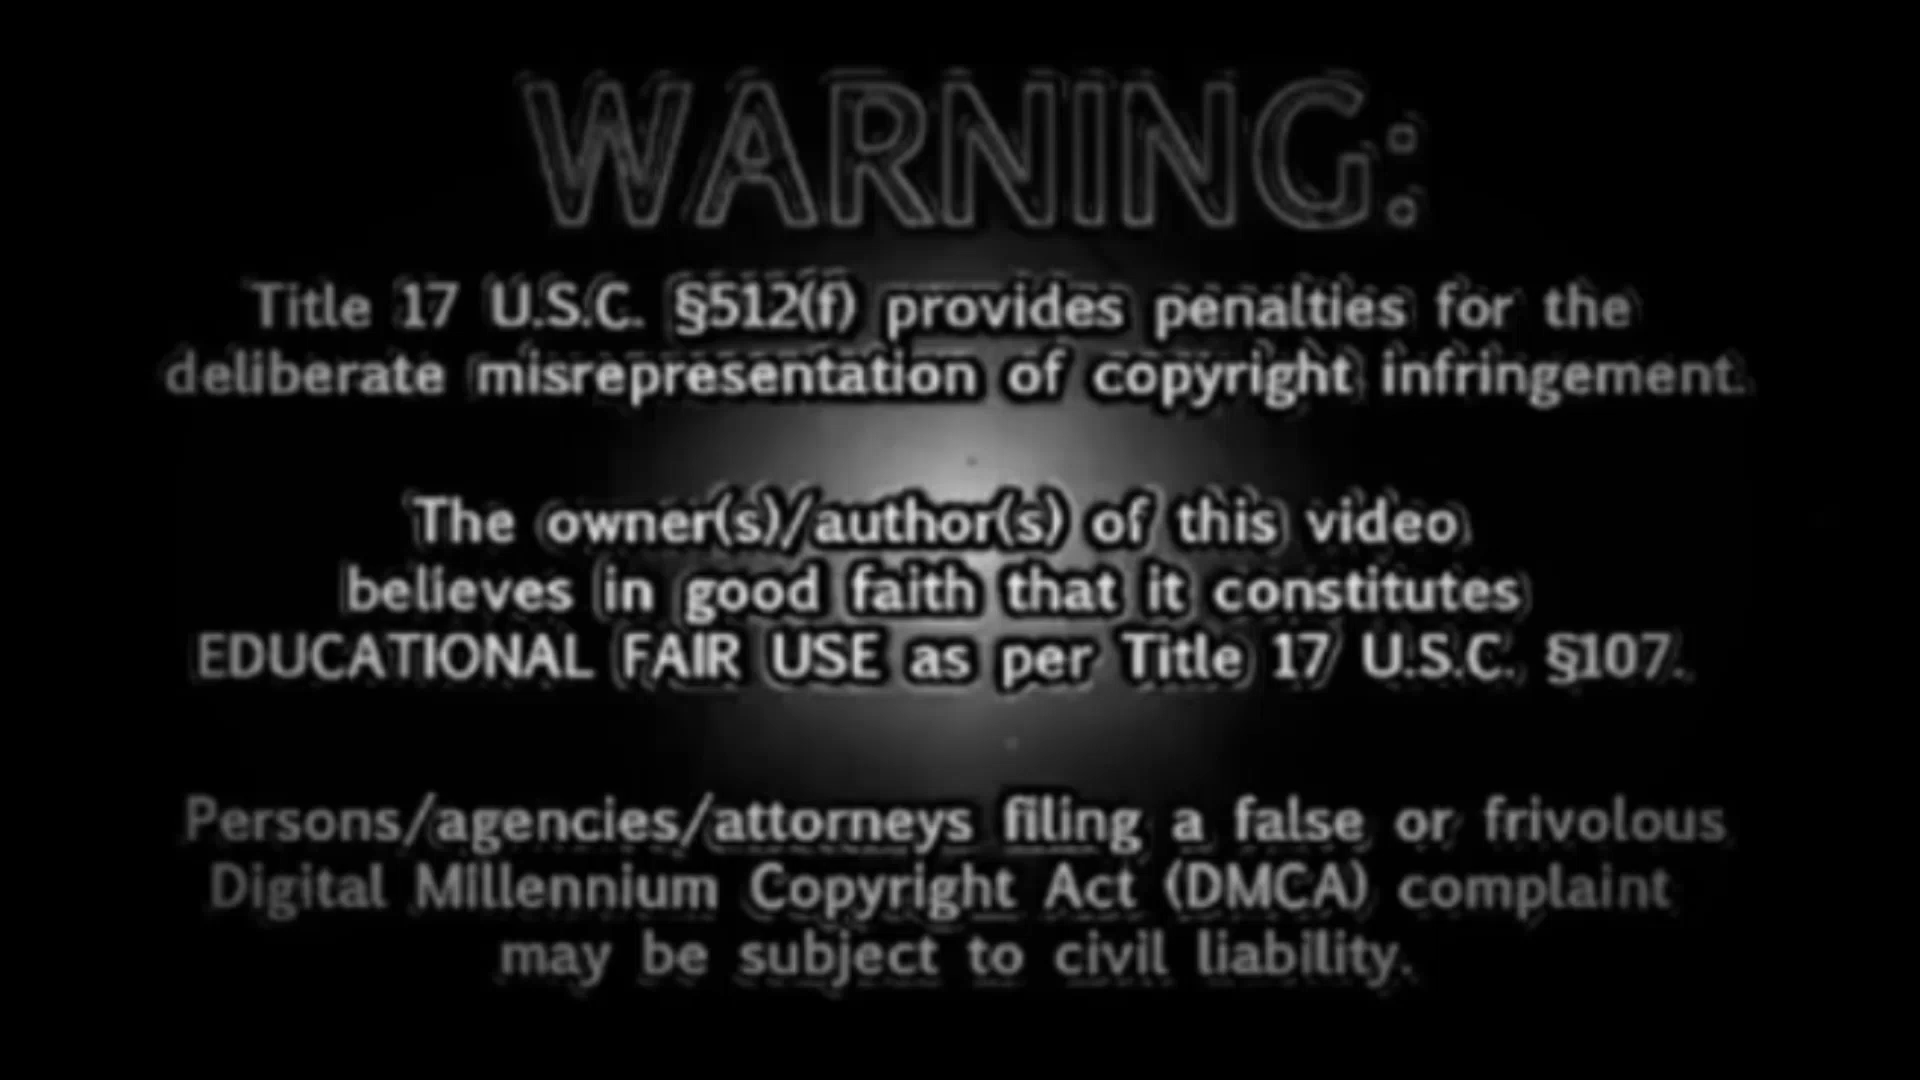 WARNING:
Title 17 U.S.C. §512(f) provides penalties for the
deliberate misrepresentation of copyright infringement.
The owner(s)/author(s) of this video
believes in good faith that it constitutes
EDUCATIONAL FAIR USE as per Title 17 U.S.C. §107.
Persons/agencies/attorneys filing a false or frivolous
Digital Millennium Copyright Act (DMCA) complaint
may be subject to civil liability.